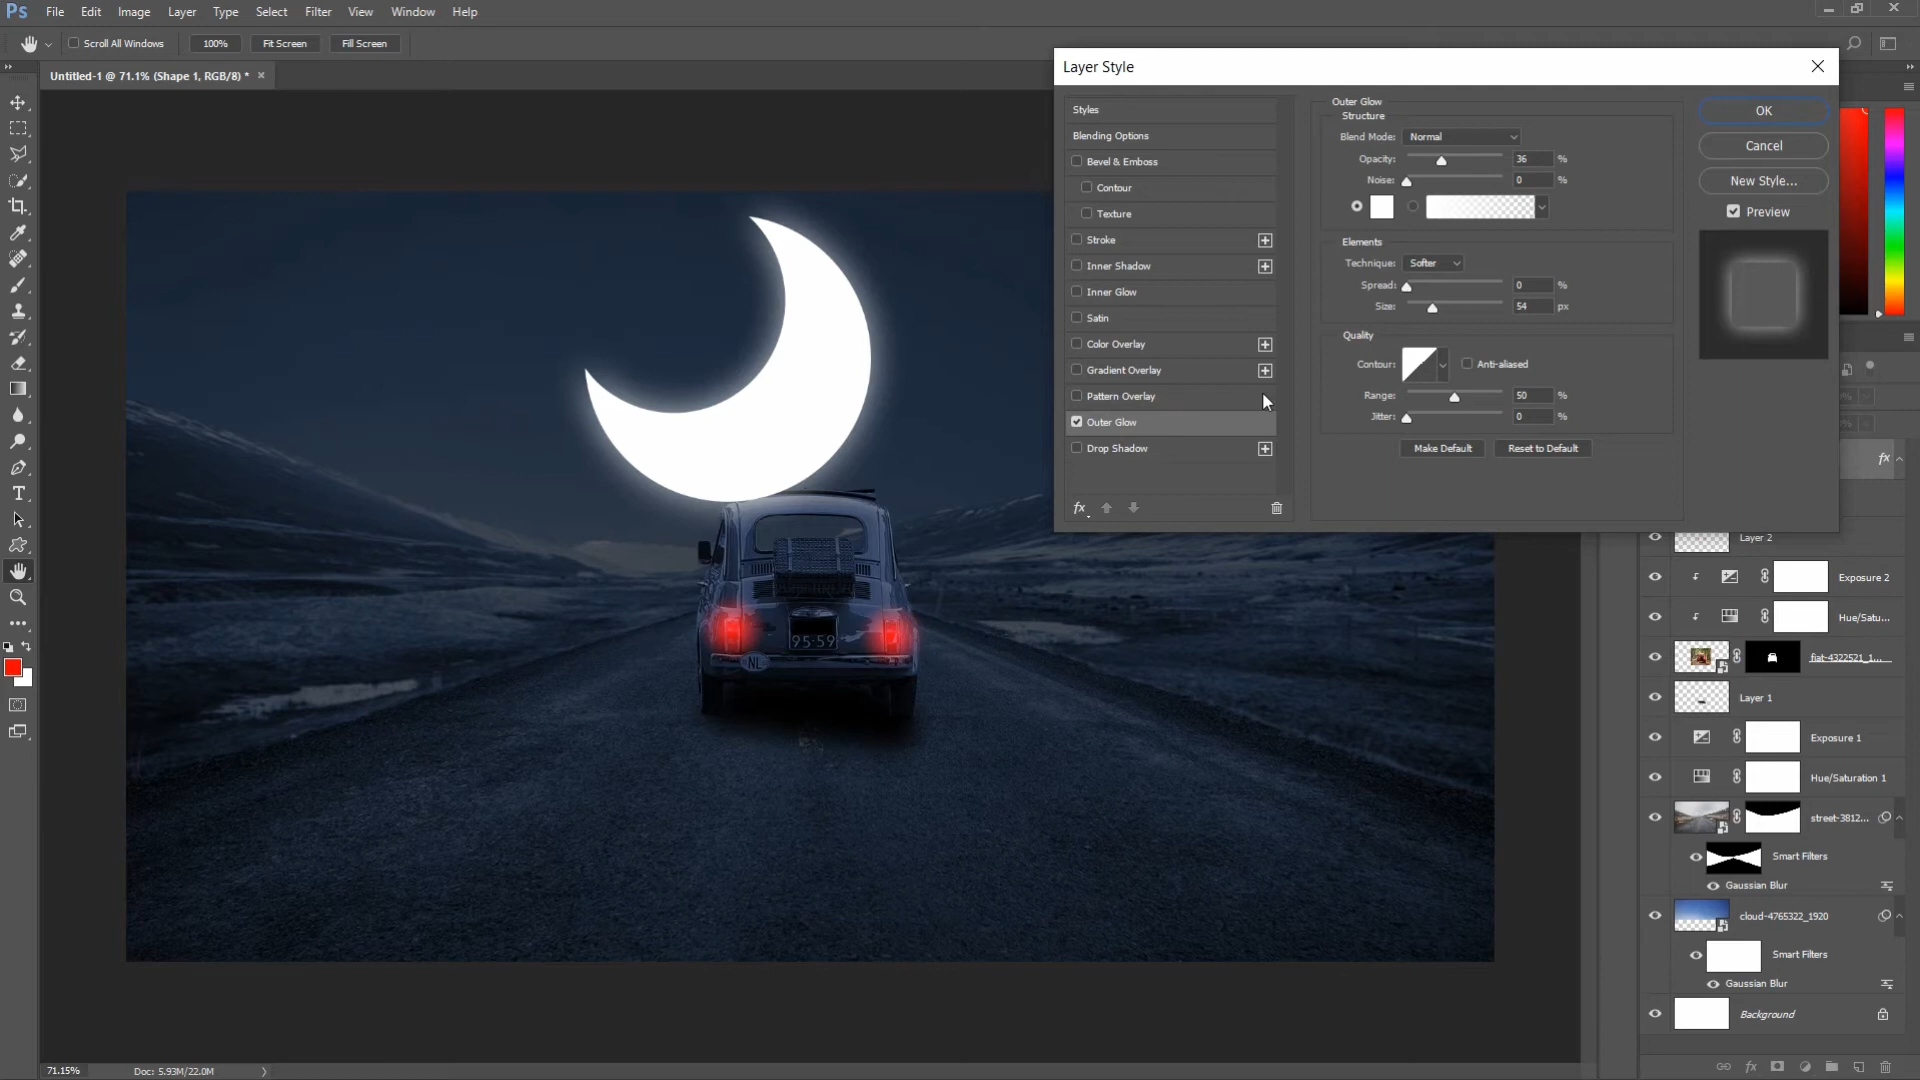 Ps File Edit Image Layer Type Select Filter View Window Help
Scroll All Windows 100% Fit Screen Fill Screen
Untitled-1 @ 71.1% (Shape 1, RGB/8) *
Layer Style
Styles
Blending Options
Bevel & Emboss
Contour
Texture
Stroke
Inner Shadow
Inner Glow
Satin
Color Overlay
Gradient Overlay
Pattern Overlay
Outer Glow
Drop Shadow
fx
Outer Glow
Structure
Blend Mode: Normal
Opacity: 36 %
Noise: 0 %
Elements
Technique: Softer
Spread: 0 %
Size: 54 px
Quality
Contour: Anti-aliased
Range: 50 %
Jitter: 0 %
Make Default Reset to Default
OK
Cancel
New Style...
Preview
fx
Layer 2
Exposure 2
Hue/Satu...
fiat-4322521_1...
Layer 1
Exposure 1
Hue/Saturation 1
street-3812...
Smart Filters
Gaussian Blur
cloud-4765322_1920
Smart Filters
Gaussian Blur
Background
fx
95-59
NL
71.15% Doc: 5.93M/22.0M